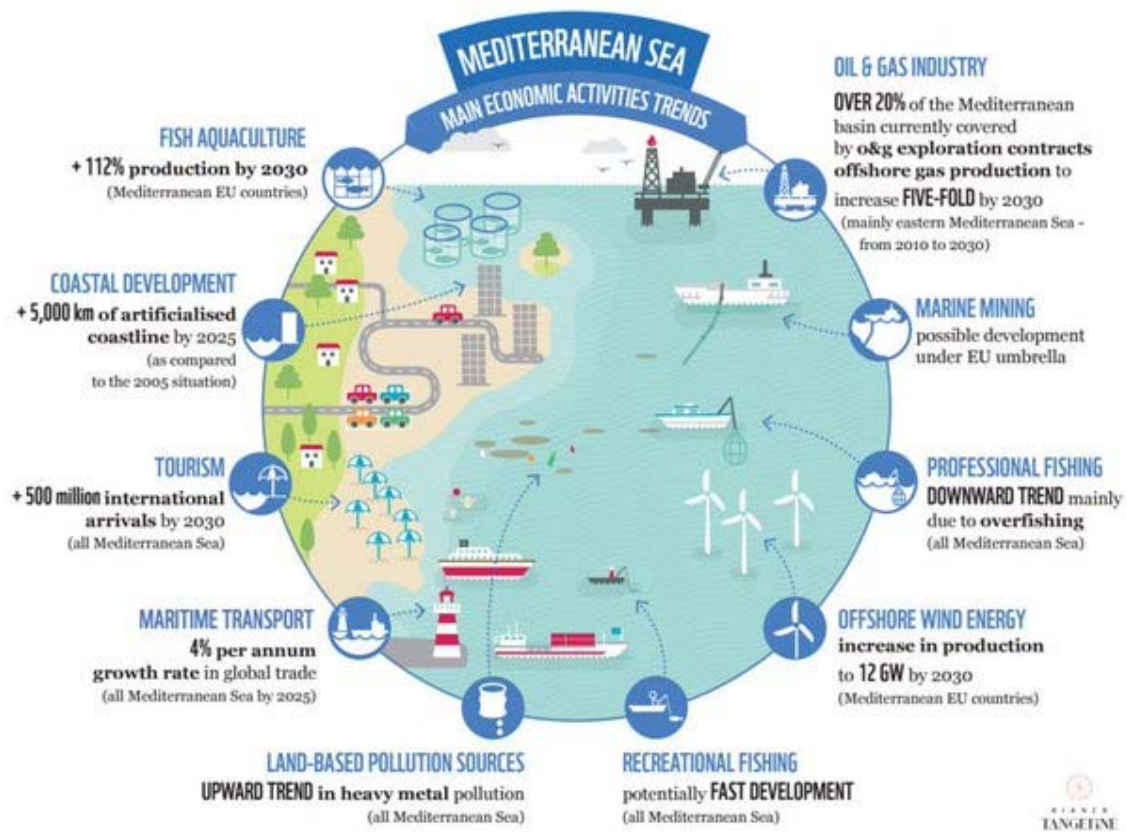 MEDITERRANEAN SEA
MAIN ECONOMIC ACTIVITIES TRENDS
FISH AQUACULTURE
+ 112% production by 2030
(Mediterranean EU countries)
COASTAL DEVELOPMENT
+ 5,000 km of artificialised
coastline by 2025
(as compared
to the 2005 situation)
TOURISM
+ 500 million international
arrivals by 2030
(all Mediterranean Sea)
MARITIME TRANSPORT
4% per annum
growth rate in global trade
(all Mediterranean Sea by 2025)
LAND-BASED POLLUTION SOURCES
UPWARD TREND in heavy metal pollution
(all Mediterranean Sea)
RECREATIONAL FISHING
potentially FAST DEVELOPMENT
(all Mediterranean Sea)
OIL & GAS INDUSTRY
OVER 20% of the Mediterranean
basin currently covered
by o&g exploration contracts
offshore gas production to
increase FIVE-FOLD by 2030
(mainly eastern Mediterranean Sea -
from 2010 to 2030)
MARINE MINING
possible development
under EU umbrella
PROFESSIONAL FISHING
DOWNWARD TREND mainly
due to overfishing
(all Mediterranean Sea)
OFFSHORE WIND ENERGY
increase in production
to 12 GW by 2030
(Mediterranean EU countries)
BIANCO
TANGERINE